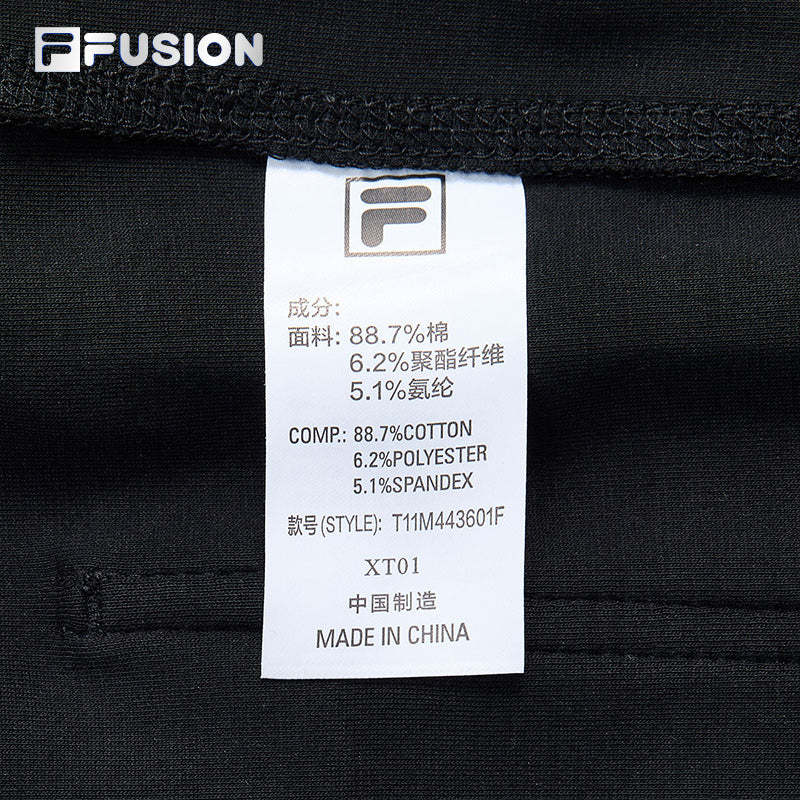 FFUSION
F
成分:
面料: 88.7%棉
6.2%聚酯纤维
5.1%氨纶
COMP.: 88.7%COTTON
6.2%POLYESTER
5.1%SPANDEX
款号(STYLE): T11M443601F
XT01
中国制造
MADE IN CHINA